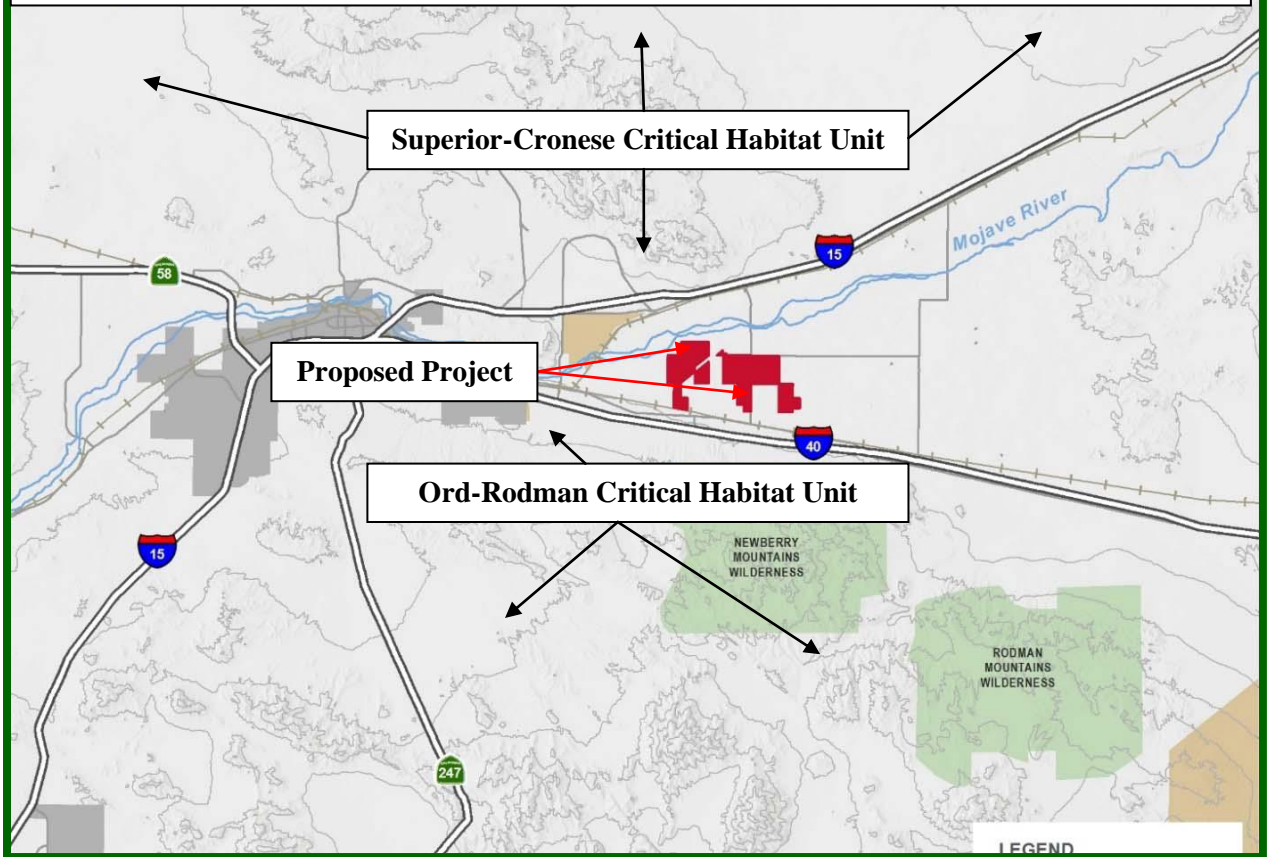 Superior-Cronese Critical Habitat Unit
Mojave River
15
58
Proposed Project
40
Ord-Rodman Critical Habitat Unit
NEWBERRY
MOUNTAINS
WILDERNESS
15
RODMAN
MOUNTAINS
WILDERNESS
247
LEGEND